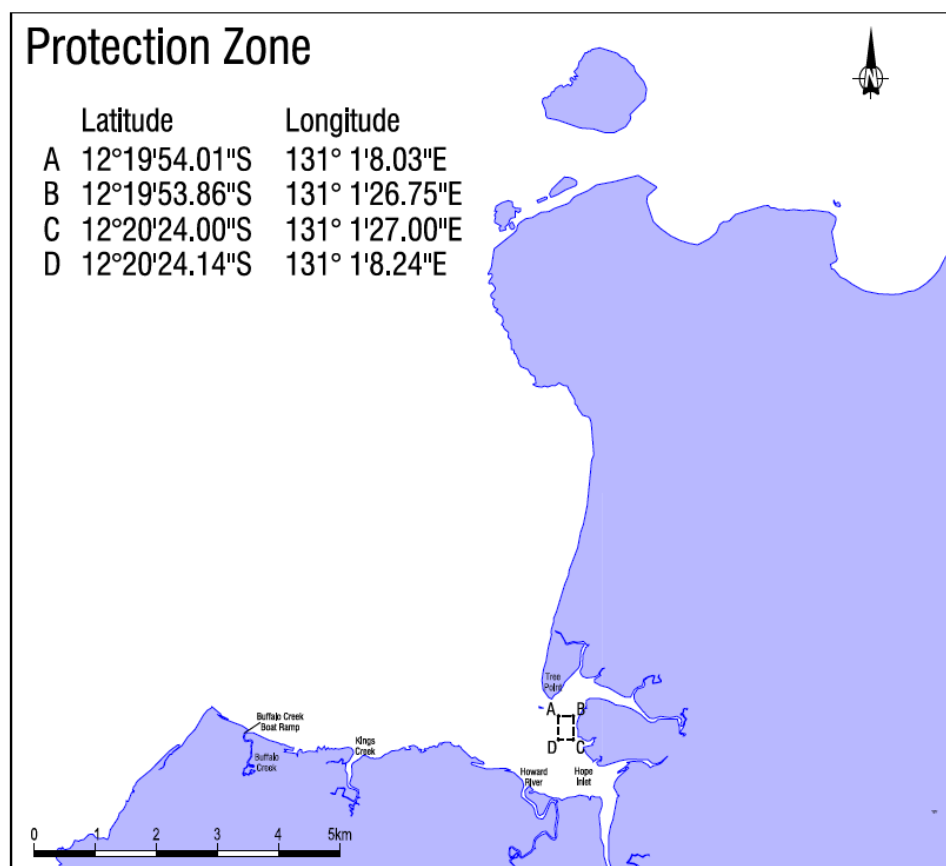 Protection Zone
N
Latitude Longitude
A 12°19'54.01"S 131° 1'8.03"E
B 12°19'53.86"S 131° 1'26.75"E
C 12°20'24.00"S 131° 1'27.00"E
D 12°20'24.14"S 131° 1'8.24"E
Tree
Point
A B
Buffalo Creek
Boat Ramp
Kings
Creek
D C
Buffalo
Creek
Howard
River
Hope
Inlet
0 1 2 3 4 5km